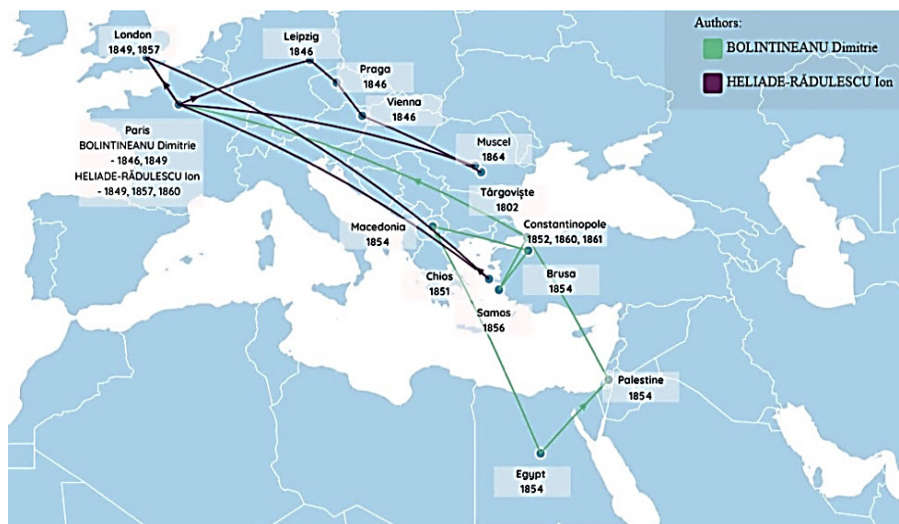 Authors:
BOLINTINEANU Dimitrie
HELIADE-RĂDULESCU Ion
London
1849, 1857
Leipzig
1846
Praga
1846
Vienna
1846
Paris
BOLINTINEANU Dimitrie
- 1846, 1849
HELIADE-RĂDULESCU Ion
- 1849, 1857, 1860
Muscel
1864
Târgoviște
1802
Macedonia
1854
Constantinopole
1852, 1860, 1861
Chios
1851
Brusa
1854
Samos
1856
Palestine
1854
Egypt
1854